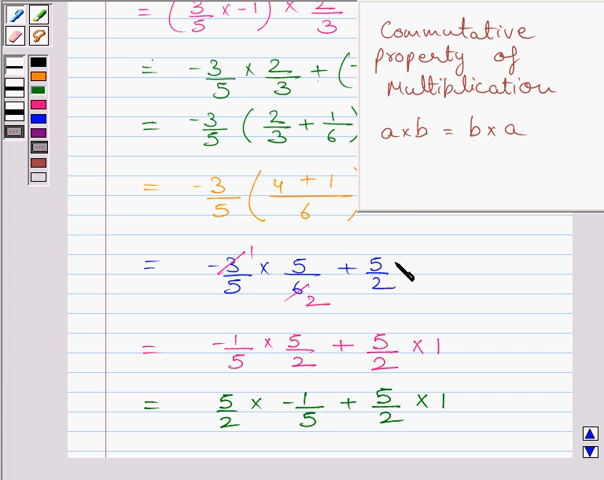 = (3/5 × -1) × 2/3
= -3/5 × 2/3 + (-
= -3/5 (2/3 + 1/6)
= -3/5 (4 + 1/6)
= -3/5 × 5/6 + 5/2
1
2
= -1/5 × 5/2 + 5/2 × 1
= 5/2 × -1/5 + 5/2 × 1
Commutative
property of
Multiplication
a×b = b×a